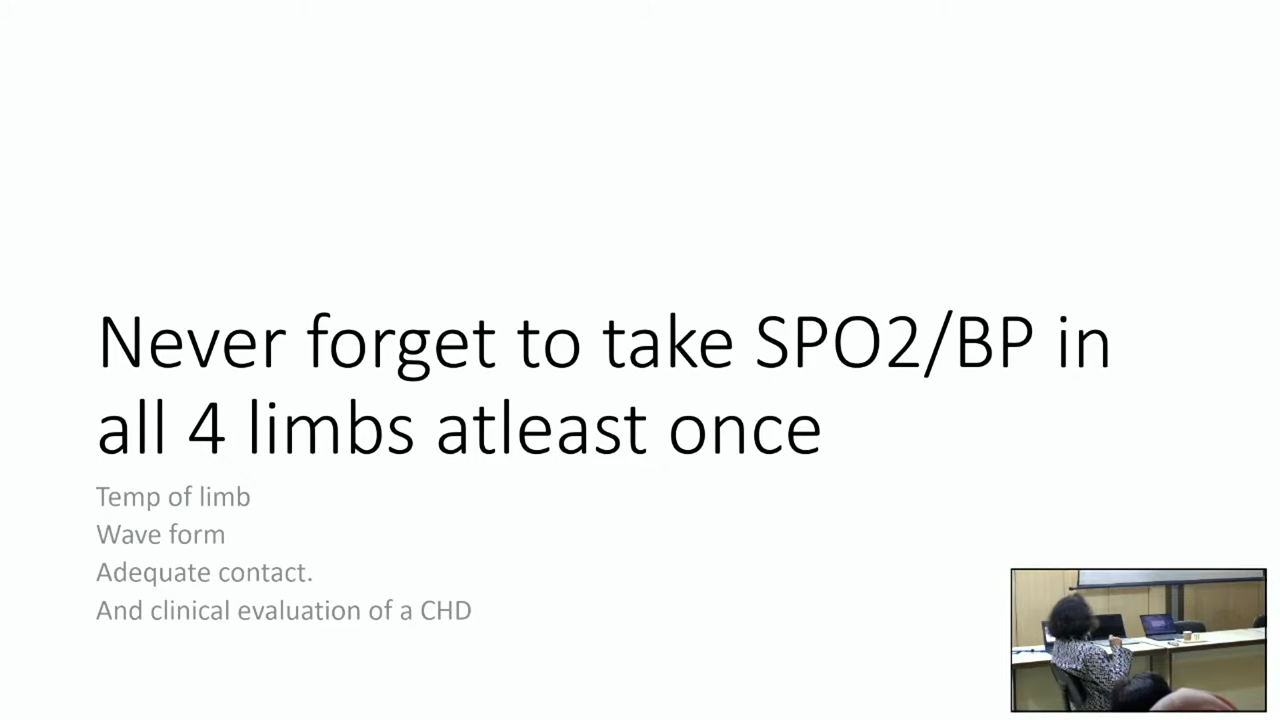 Never forget to take SPO2/BP in
all 4 limbs atleast once
Temp of limb
Wave form
Adequate contact.
And clinical evaluation of a CHD